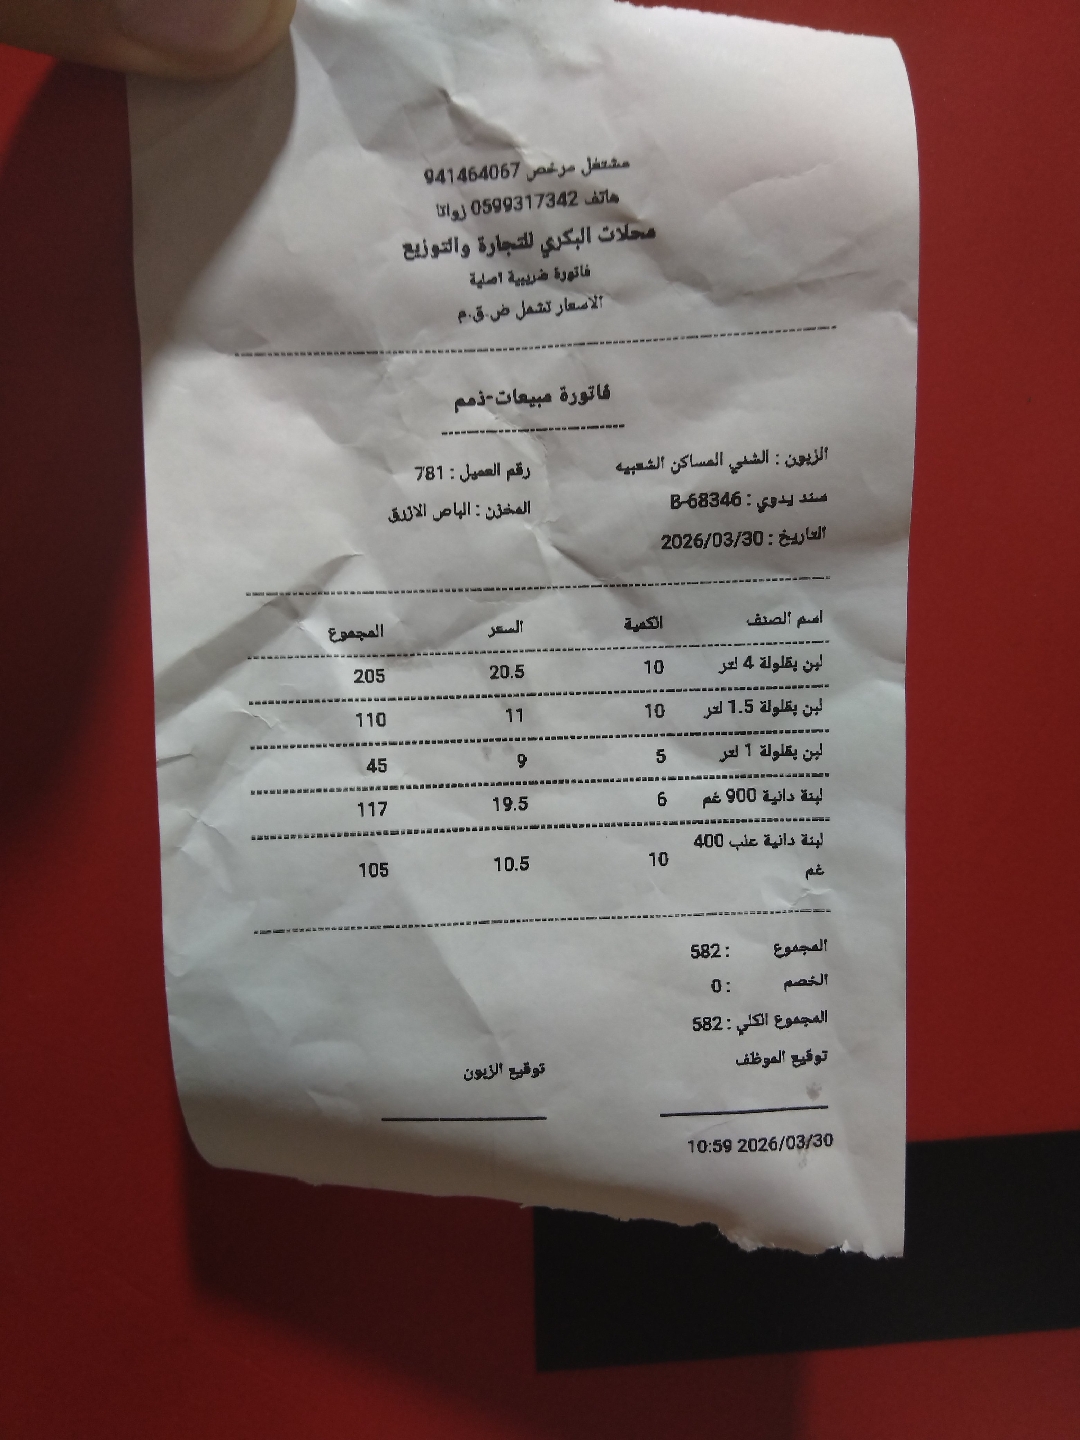 مشتغل مرخص 941464067
هاتف 0599317342 زواتا
محلات البكري للتجارة والتوزيع
فاتورة ضريبية اصلية
الاسعار تشمل ض.ق.م
فاتورة مبيعات-ذمم
الزبون : الشني المساكن الشعبيه رقم العميل : 781
سند يدوي : B-68346 المخزن : الباص الازرق
التاريخ : 2026/03/30
اسم الصنف الكمية السعر المجموع
لبن بقلولة 4 لتر 10 20.5 205
لبن بقلولة 1.5 لتر 10 11 110
لبن بقلولة 1 لتر 5 9 45
لبنة دانية 900 غم 6 19.5 117
لبنة دانية علب 400 10 10.5 105
غم
المجموع : 582
الخصم : 0
المجموع الكلي : 582
توقيع الموظف توقيع الزبون
10:59 2026/03/30